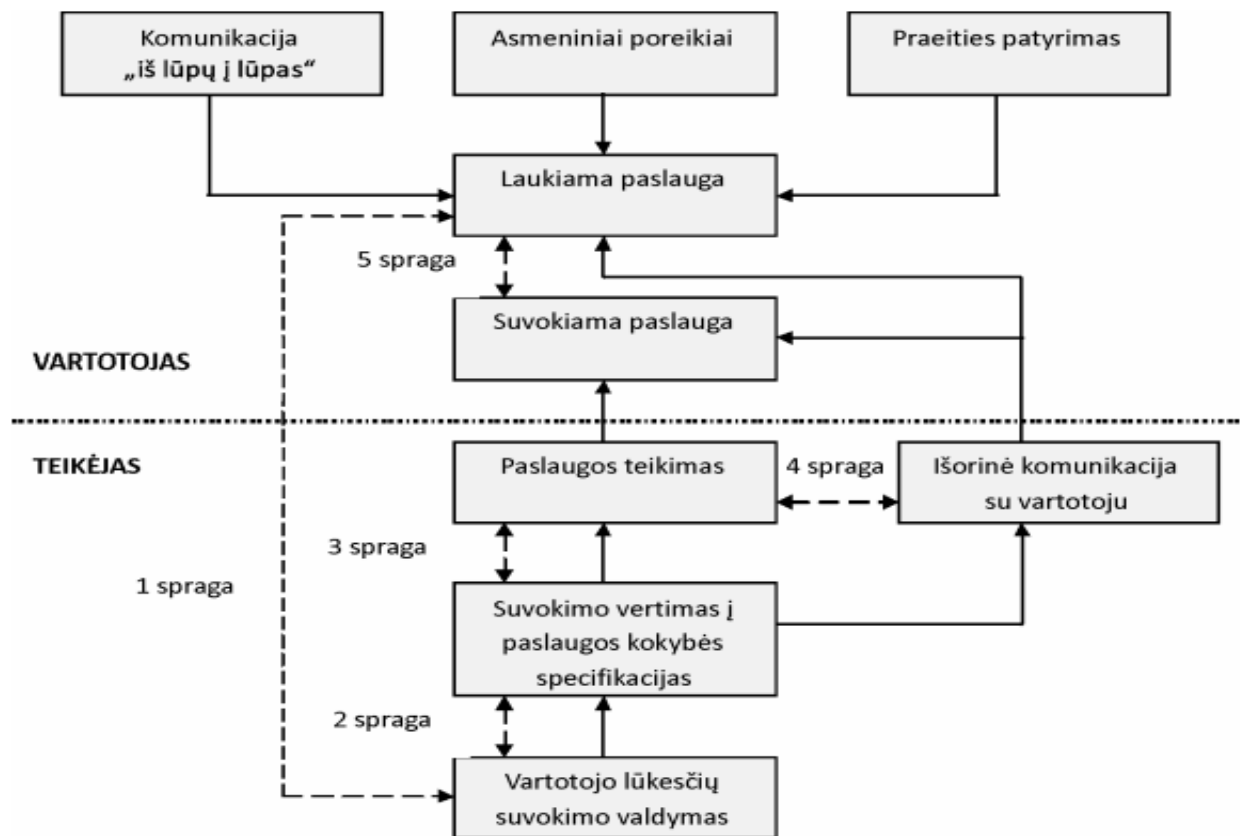 Komunikacija
„iš lūpų į lūpas“
Asmeniniai poreikiai
Praeities patyrimas
Laukiama paslauga
5 spraga
Suvokiama paslauga
VARTOTOJAS
TEIKĖJAS
Paslaugos teikimas
4 spraga
Išorinė komunikacija
su vartotoju
3 spraga
1 spraga
Suvokimo vertimas į
paslaugos kokybės
specifikacijas
2 spraga
Vartotojo lūkesčių
suvokimo valdymas